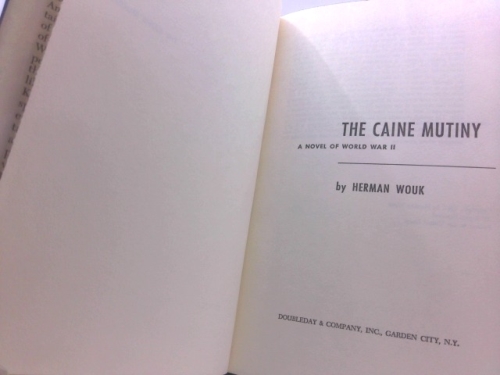 THE CAINE MUTINY
A NOVEL OF WORLD WAR II
by HERMAN WOUK
DOUBLEDAY & COMPANY, INC., GARDEN CITY, N.Y.